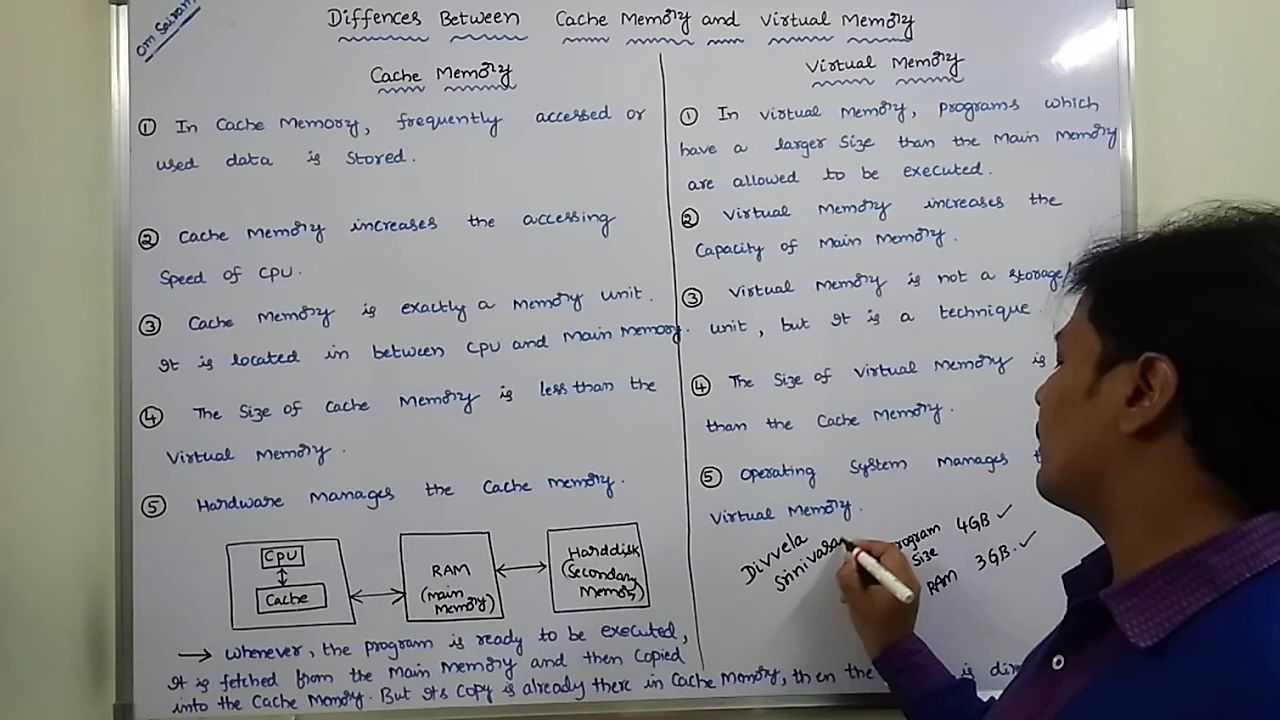 Om Sairam
Diffences Between Cache Memory and Virtual Memory
Cache Memory
① In Cache Memory, frequently accessed or
used data is stored.
② Cache Memory increases the accessing
Speed of CPU.
③ Cache Memory is exactly a Memory unit.
It is located in between CPU and Main Memory.
④ The Size of Cache Memory is less than the
Virtual Memory.
⑤ Hardware manages the Cache memory.
CPU
Cache
RAM
(main
memory)
Harddisk
(Secondary
Memory)
→ Whenever, the program is ready to be executed,
It is fetched from the Main Memory and then Copied
into the Cache Memory. But its Copy is already there in Cache Memory, then the is
Virtual Memory
① In Virtual Memory, programs which
have a larger Size than the Main Memory
are allowed to be executed.
② Virtual Memory increases the
Capacity of Main Memory.
③ Virtual Memory is not a storage/
unit, but it is a technique.
④ The Size of Virtual Memory is
than the Cache Memory.
⑤ Operating System manages
Virtual Memory.
Divvela
Srinivasa
Size 4GB ✓
RAM 3GB. ✓